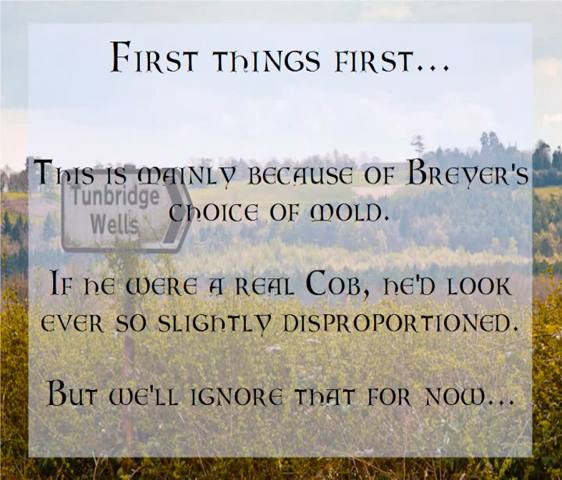 First things first...
This is mainly because of Breyer's
Tunbridge
Wells
choice of mold.
If he were a real Cob, he'd look
ever so slightly disproportioned.
But we'll ignore that for now...